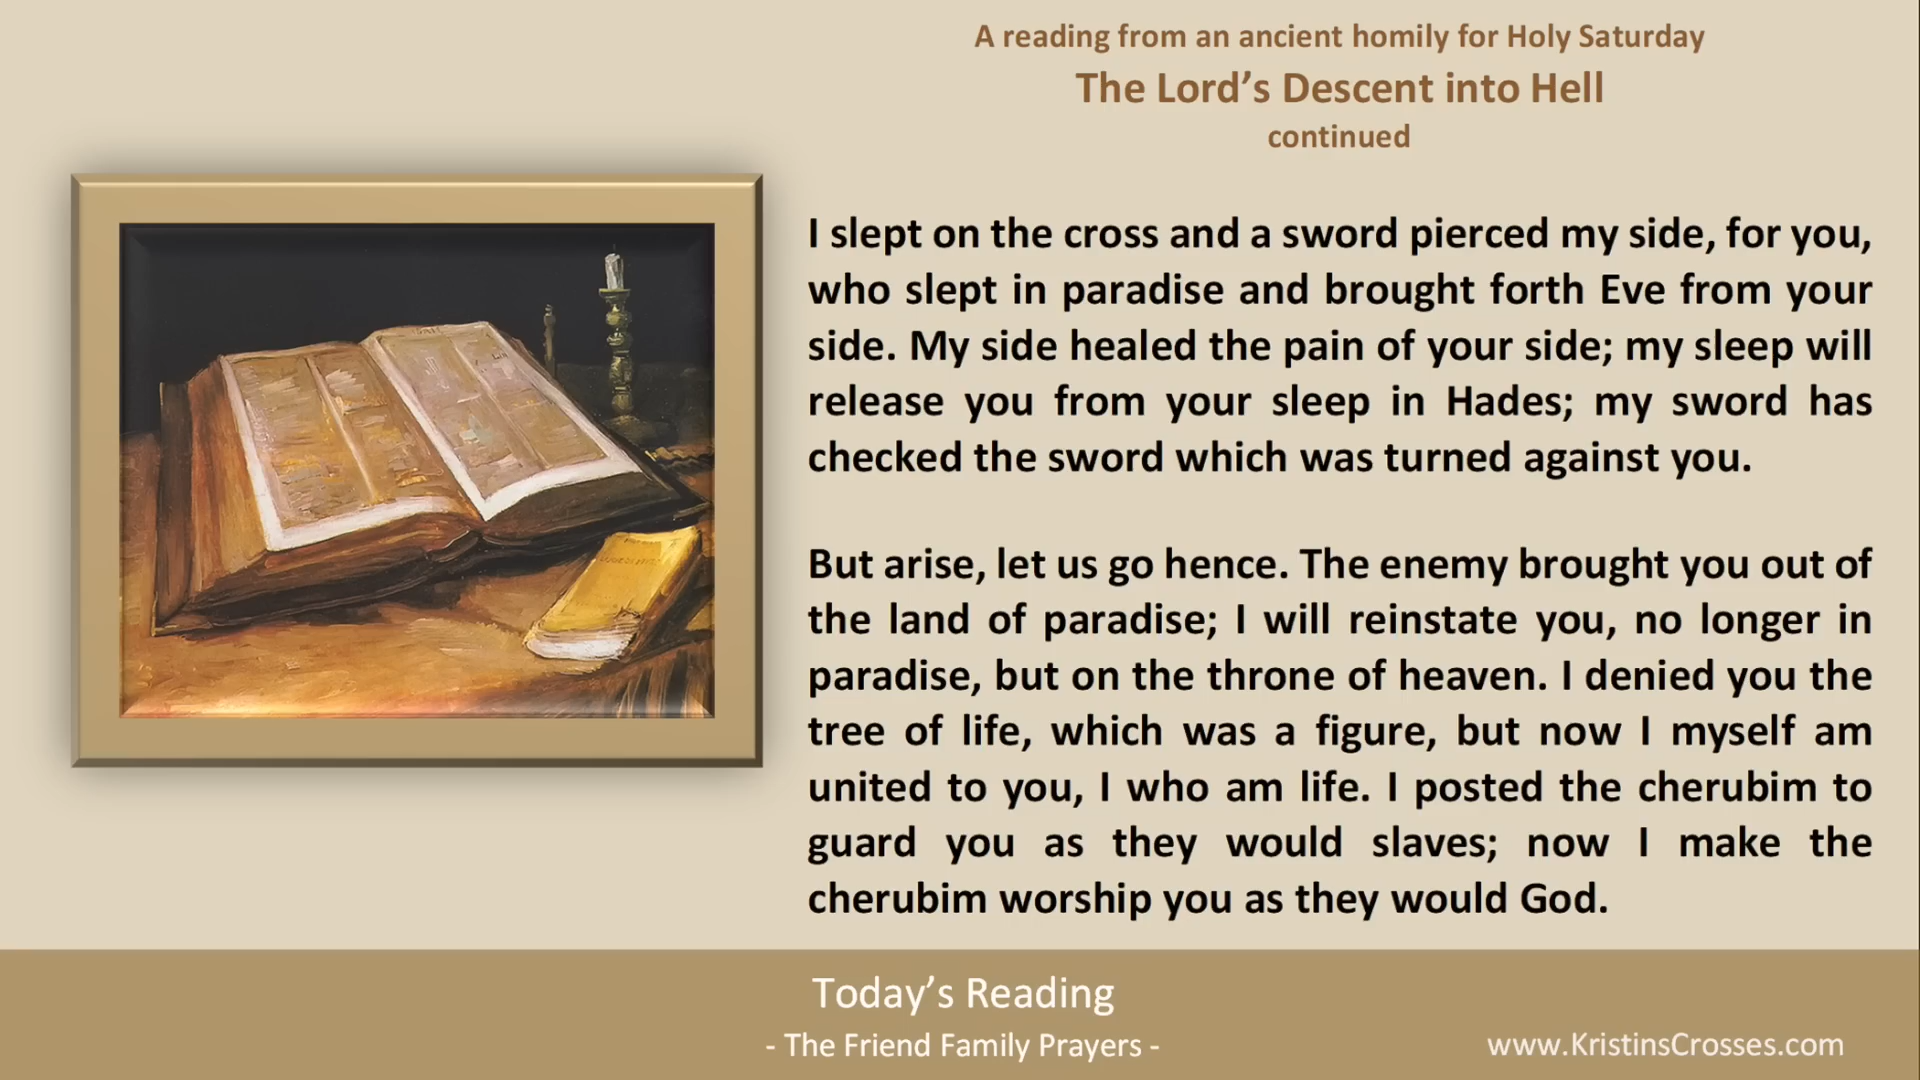 A reading from an ancient homily for Holy Saturday
The Lord’s Descent into Hell
continued
I slept on the cross and a sword pierced my side, for you,
who slept in paradise and brought forth Eve from your
side. My side healed the pain of your side; my sleep will
release you from your sleep in Hades; my sword has
checked the sword which was turned against you.
But arise, let us go hence. The enemy brought you out of
the land of paradise; I will reinstate you, no longer in
paradise, but on the throne of heaven. I denied you the
tree of life, which was a figure, but now I myself am
united to you, I who am life. I posted the cherubim to
guard you as they would slaves; now I make the
cherubim worship you as they would God.
Today’s Reading
- The Friend Family Prayers -
www.KristinsCrosses.com